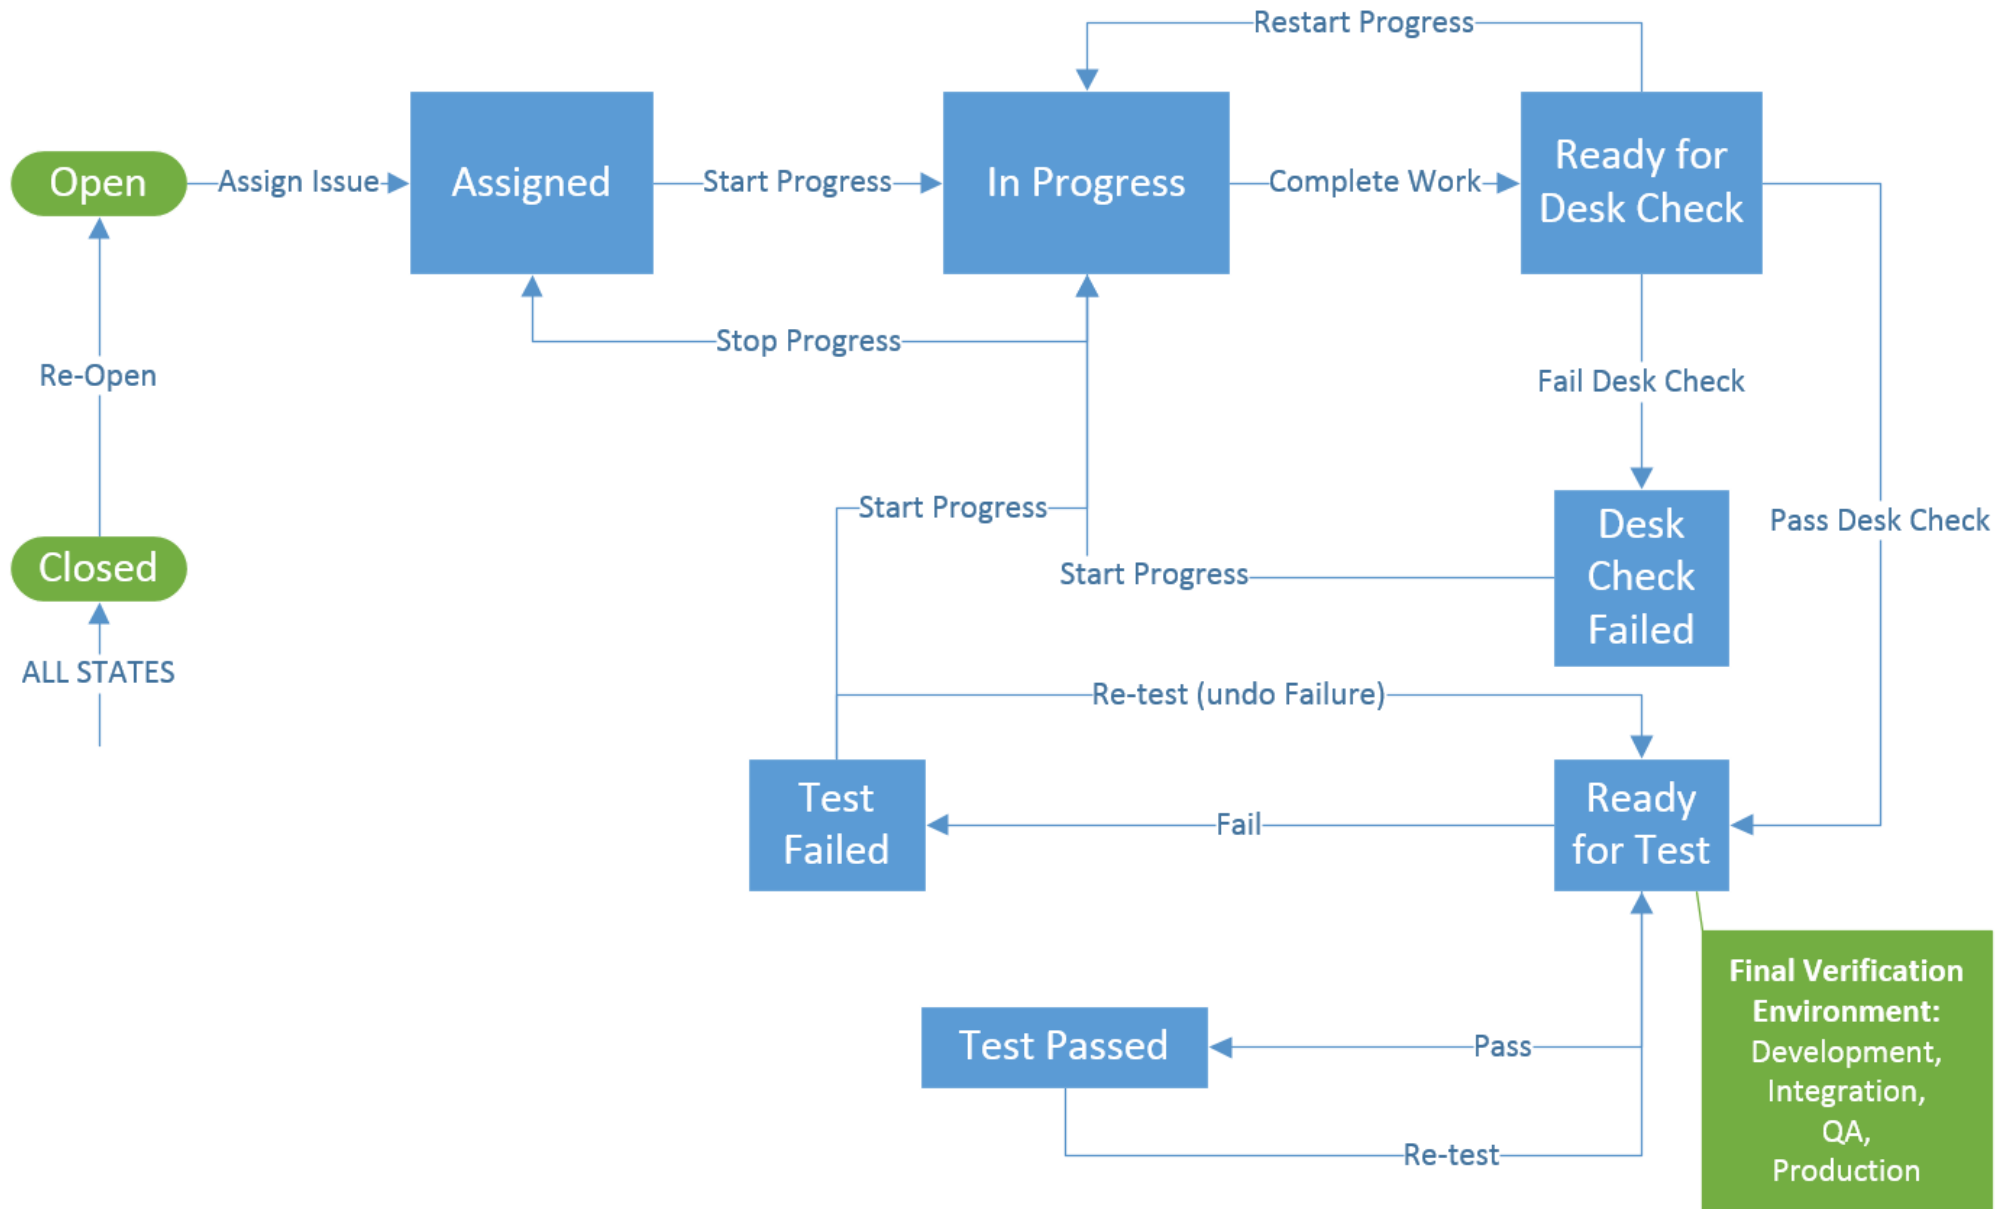 Restart Progress
Open
Assign Issue
Assigned
Start Progress
In Progress
Complete Work
Ready for
Desk Check
Stop Progress
Re-Open
Fail Desk Check
Start Progress
Desk
Check
Failed
Pass Desk Check
Closed
Start Progress
ALL STATES
Re-test (undo Failure)
Test
Failed
Fail
Ready
for Test
Final Verification
Environment:
Development,
Integration,
QA,
Production
Test Passed
Pass
Re-test